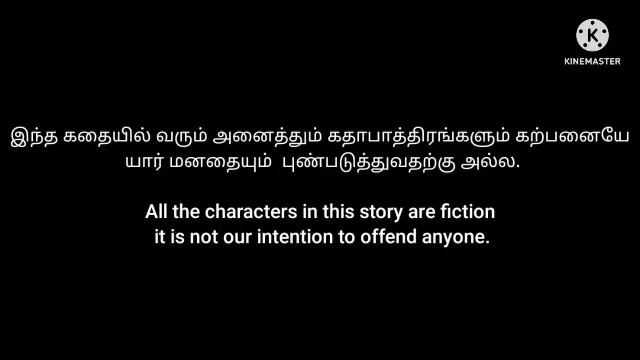 KINEMASTER
இந்த கதையில் வரும் அனைத்தும் கதாபாத்திரங்களும் கற்பனையே
யார் மனதையும் புண்படுத்துவதற்கு அல்ல.
All the characters in this story are fiction
it is not our intention to offend anyone.